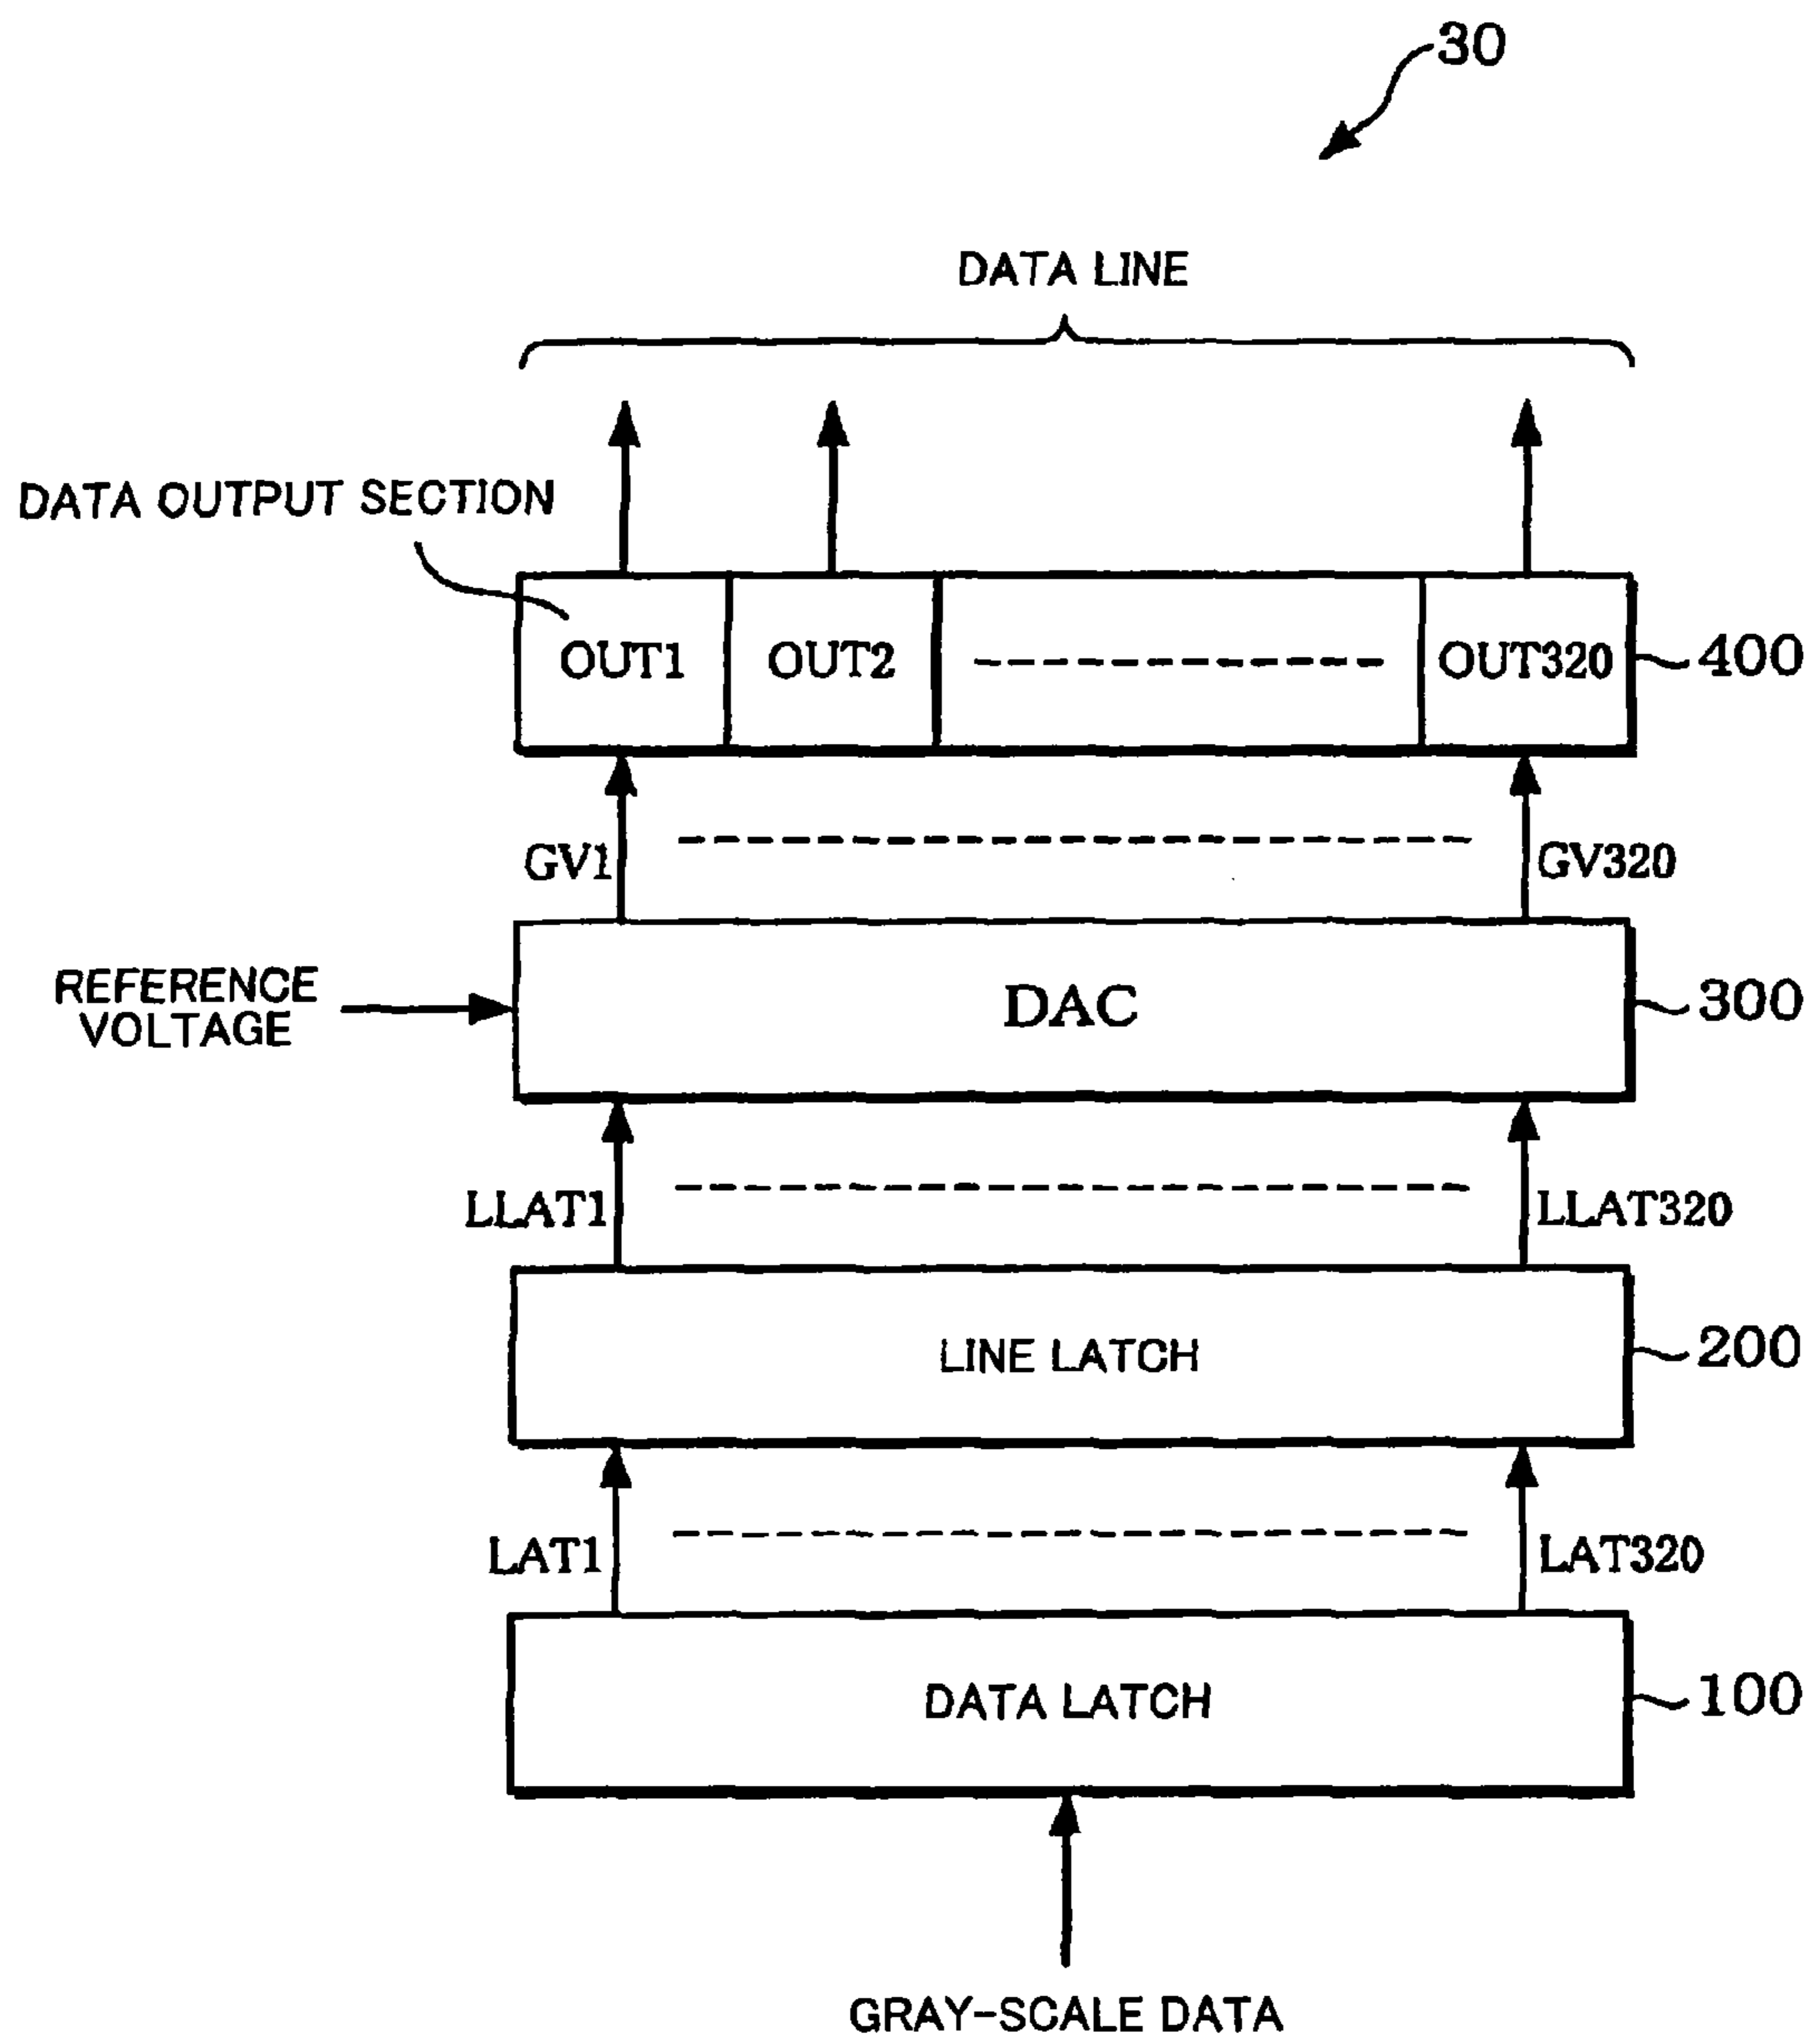 30
DATA LINE
DATA OUTPUT SECTION
OUT1 OUT2 OUT320 400
GV1 GV320
REFERENCE
VOLTAGE
DAC 300
LLAT1 LLAT320
LINE LATCH 200
LAT1 LAT320
DATA LATCH 100
GRAY-SCALE DATA